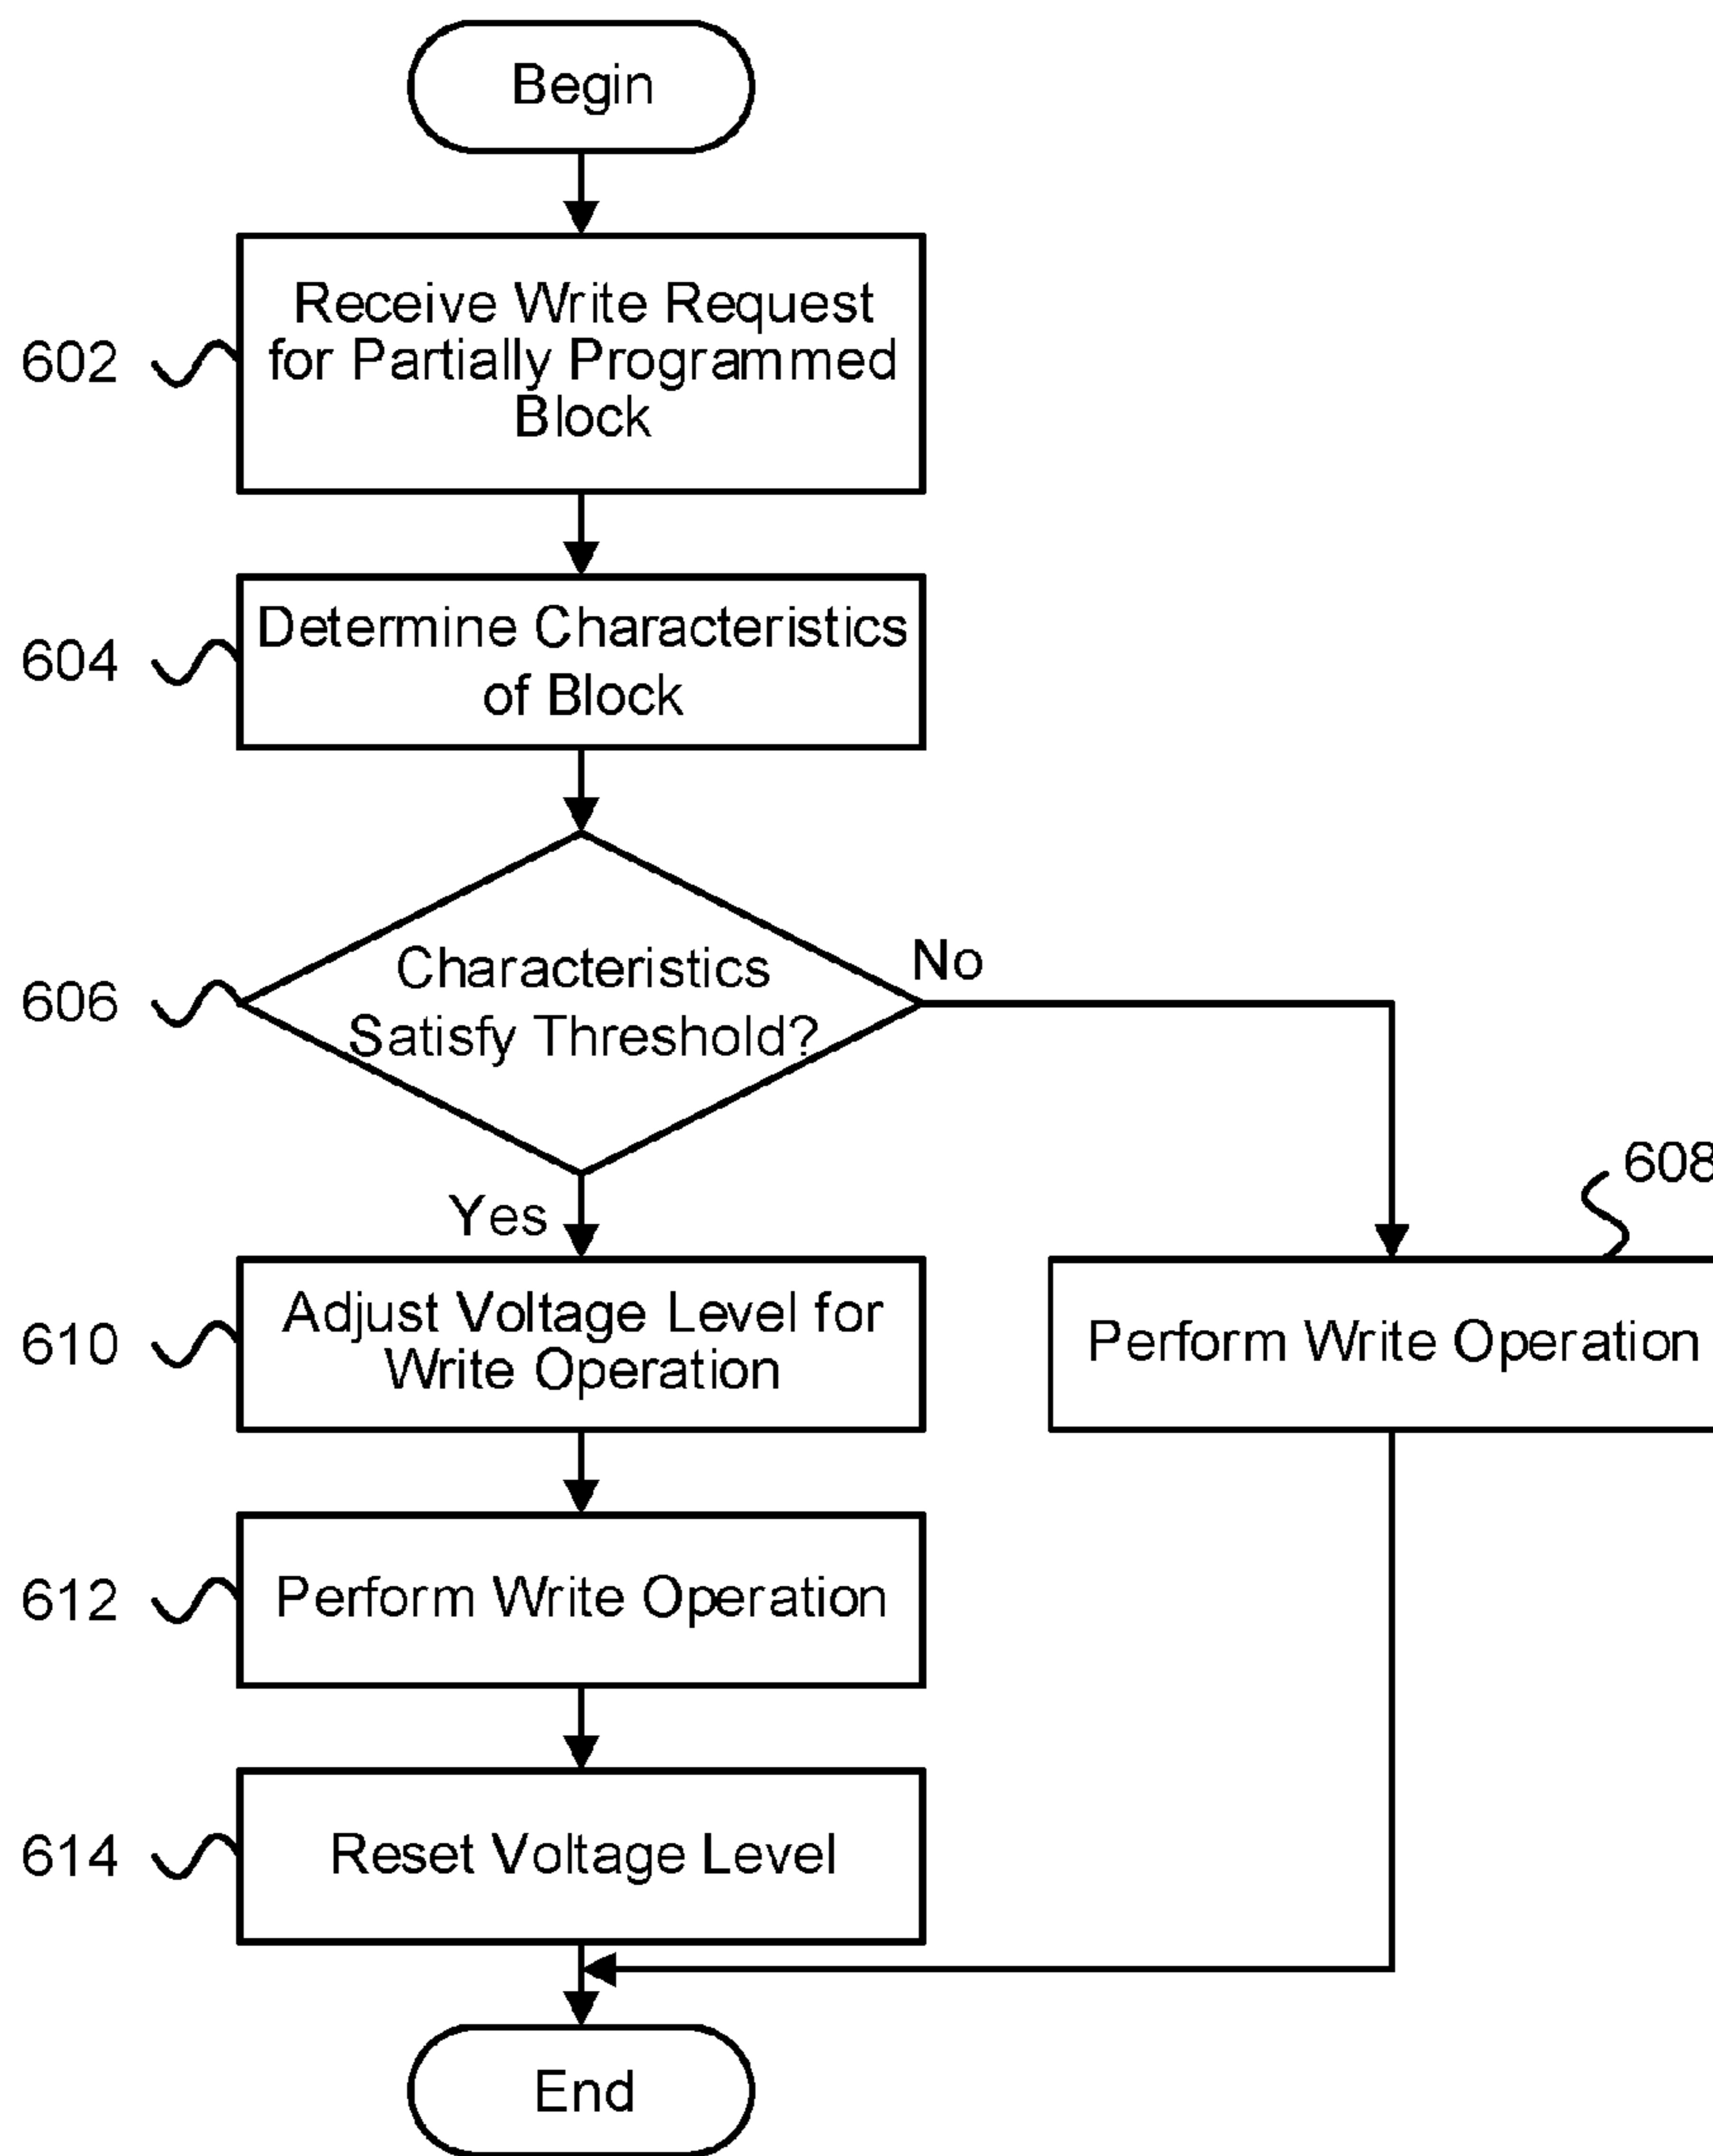 Begin
602
Receive Write Request
for Partially Programmed
Block
604
Determine Characteristics
of Block
606
Characteristics
Satisfy Threshold?
No
Yes
608
610
Adjust Voltage Level for
Write Operation
Perform Write Operation
612
Perform Write Operation
614
Reset Voltage Level
End